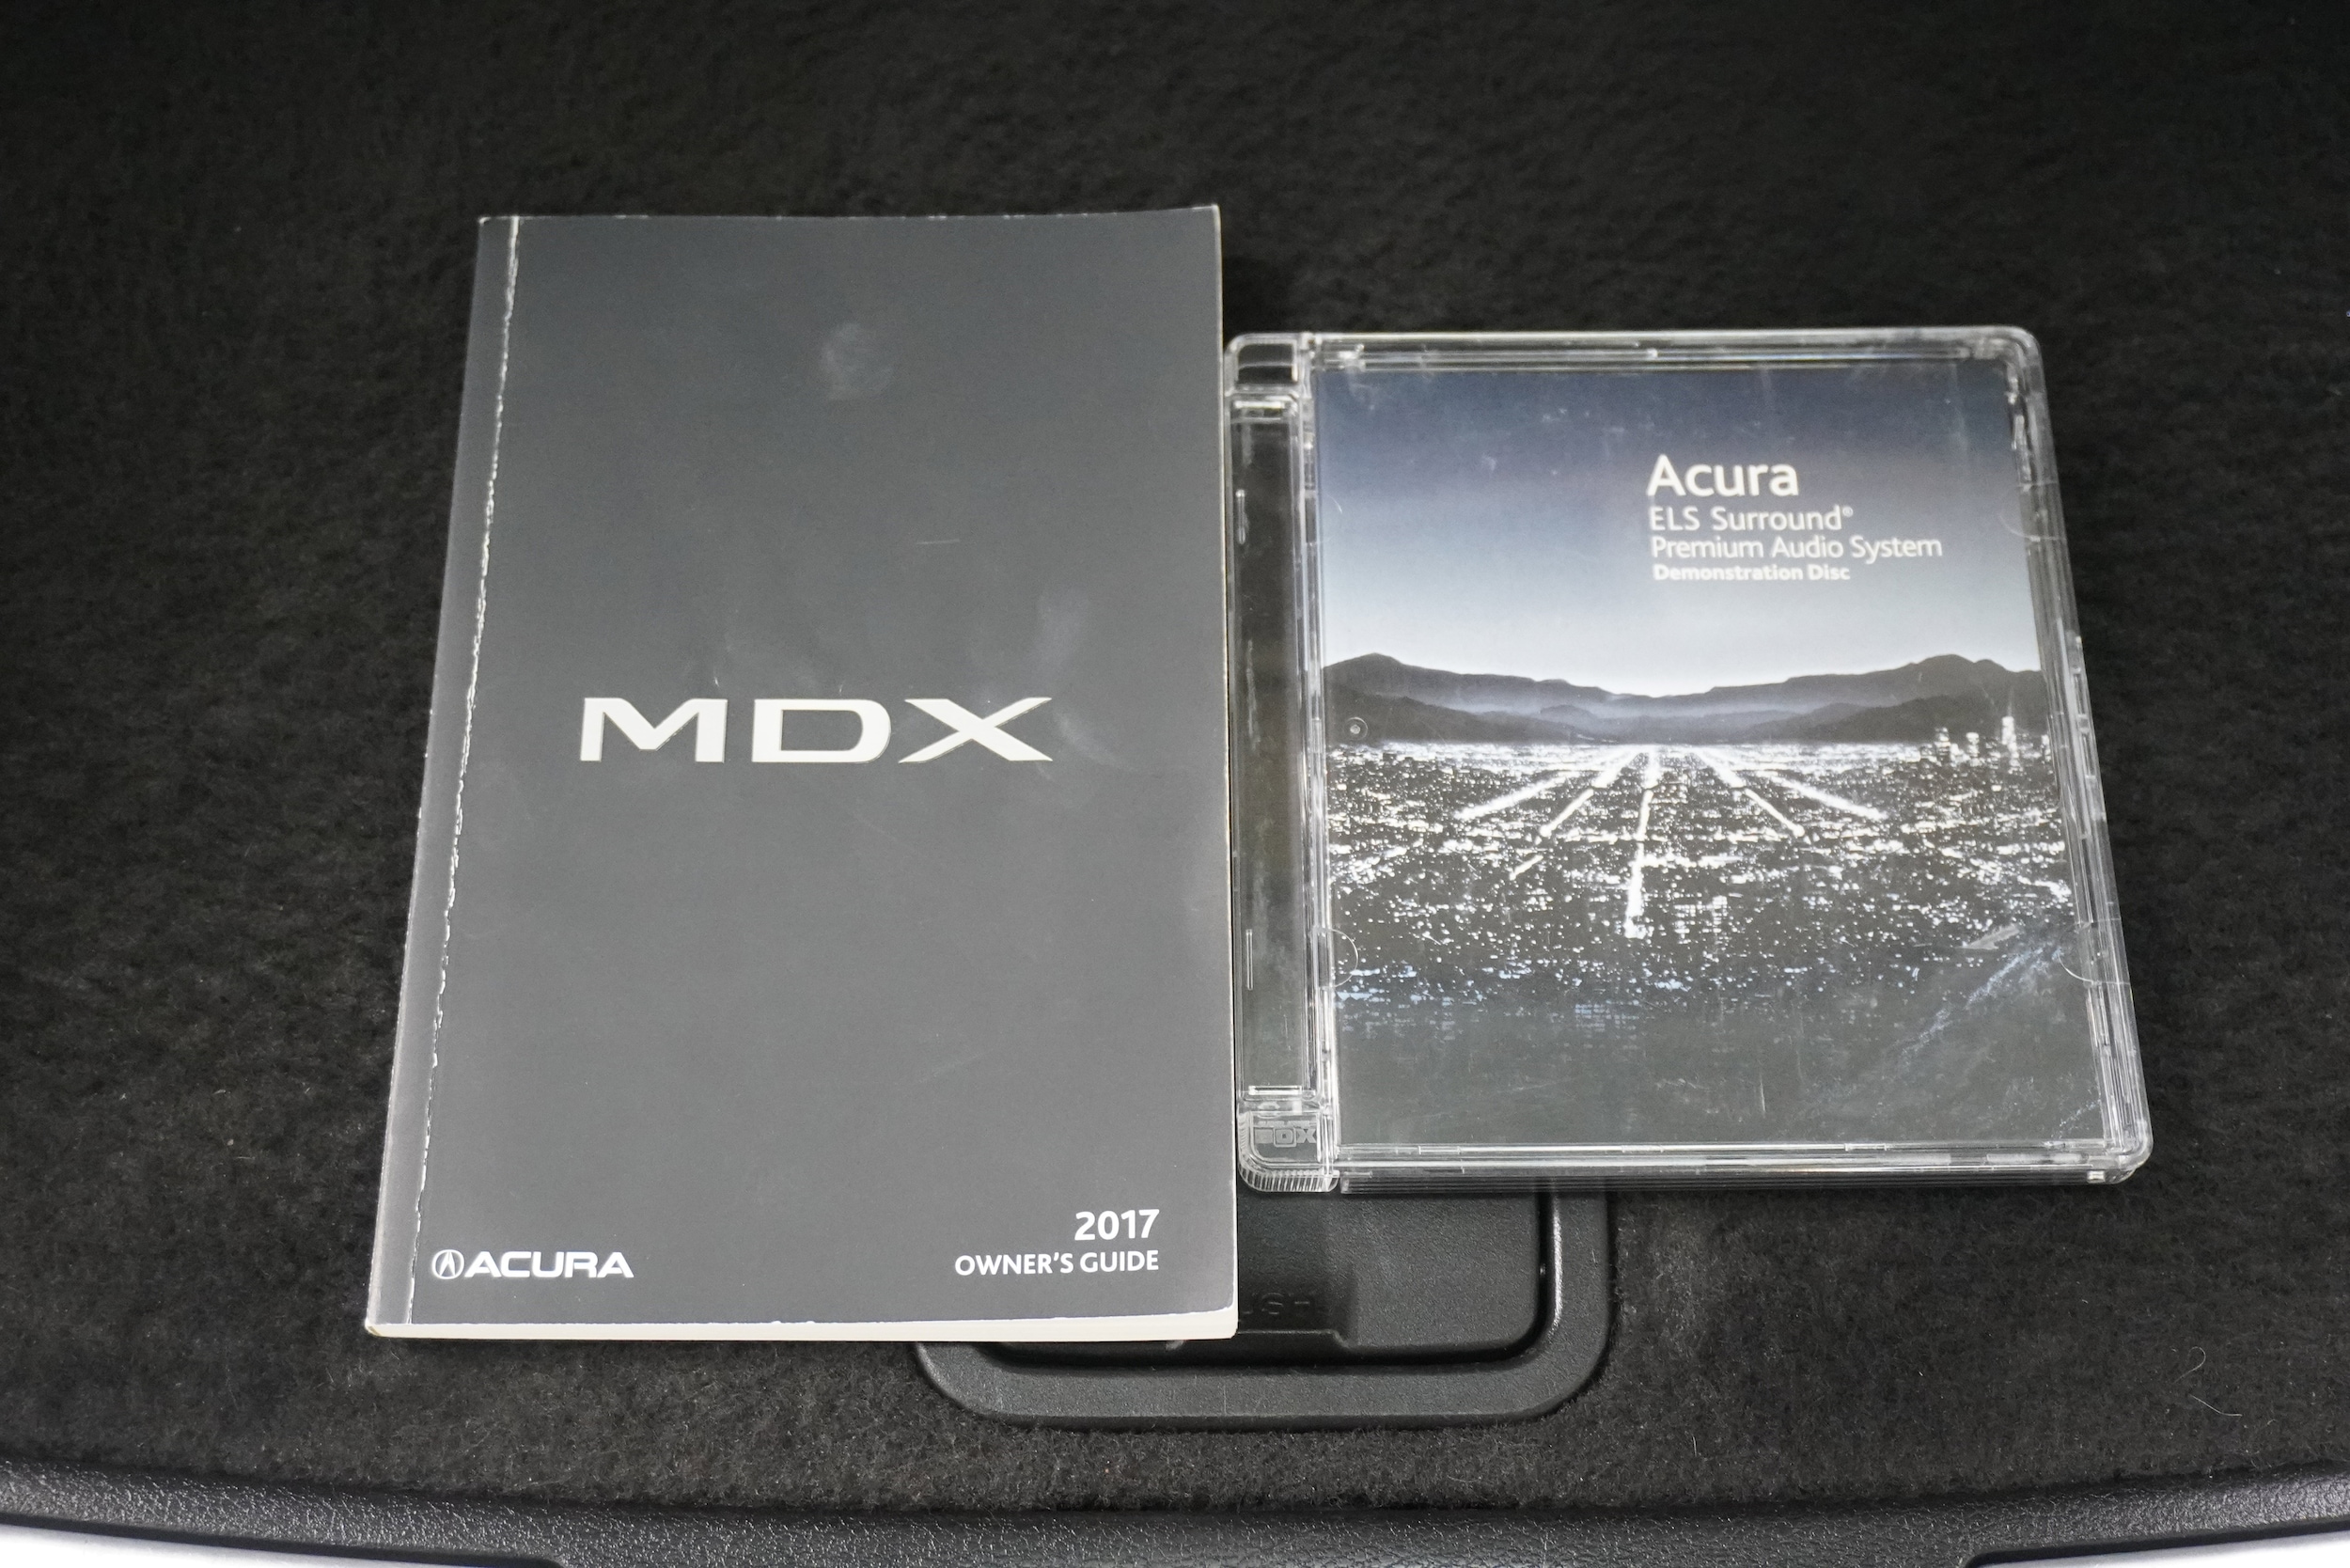 MDX
ACURA
2017
OWNER'S GUIDE
Acura
ELS Surround®
Premium Audio System
Demonstration Disc